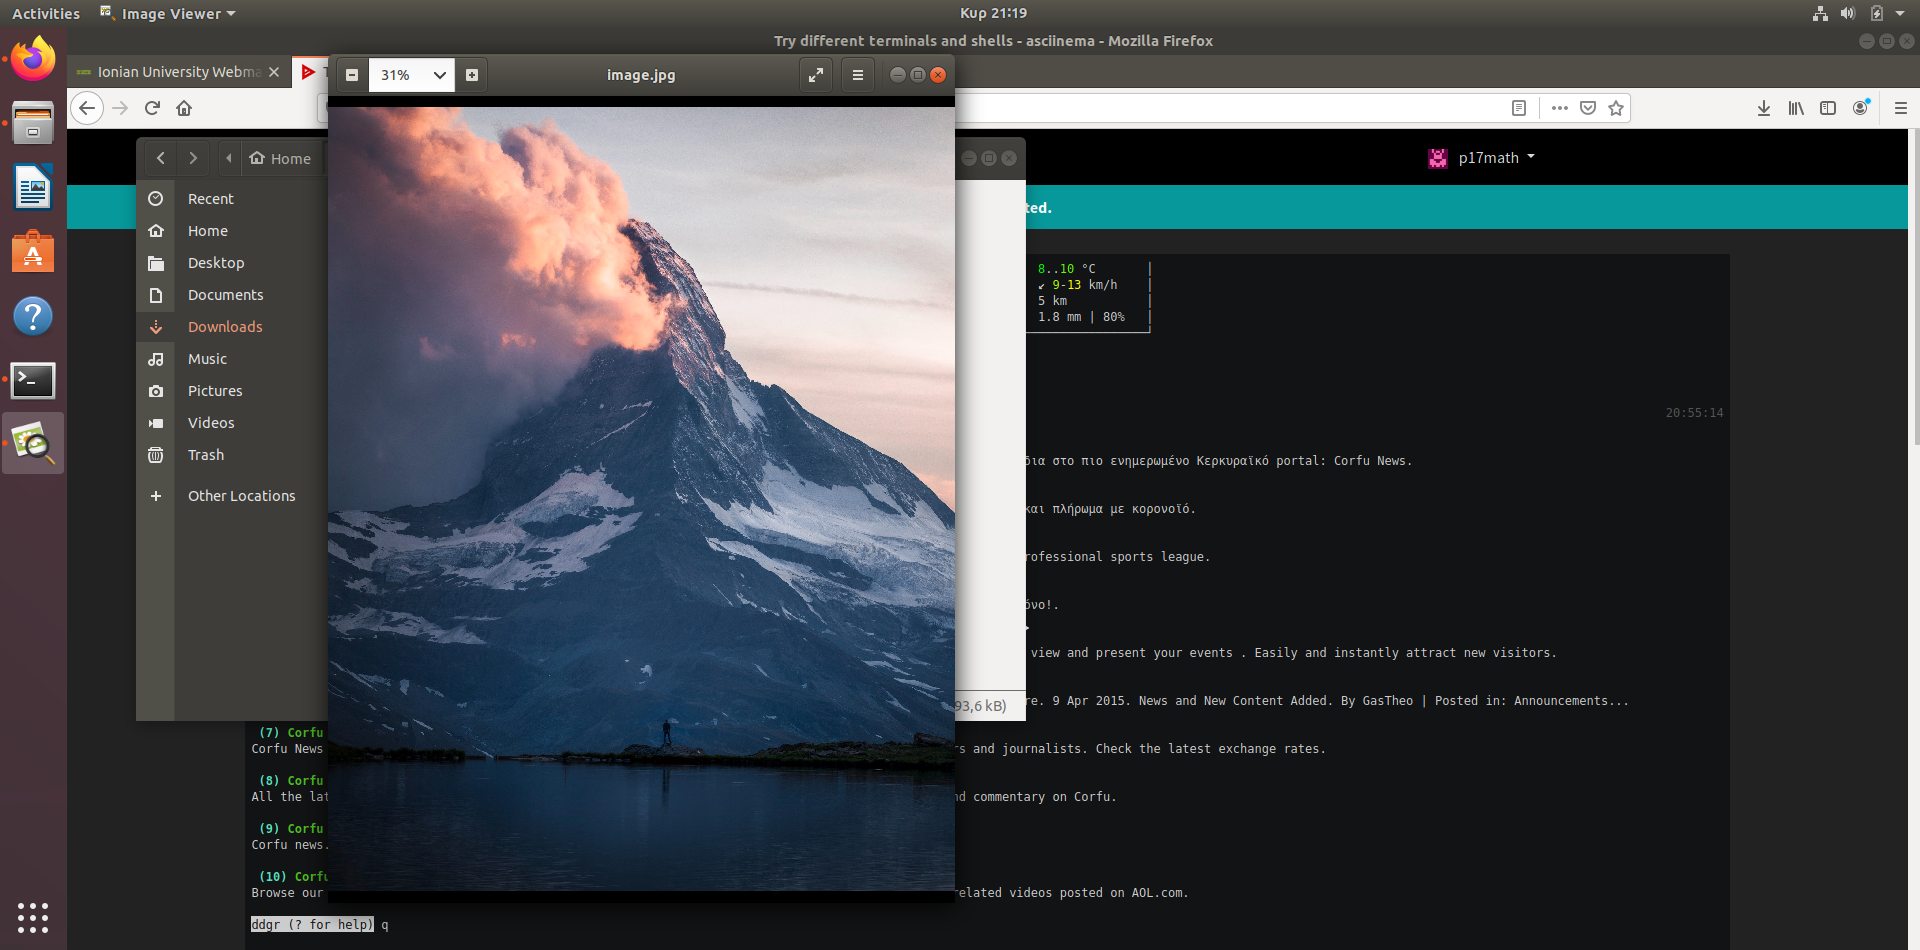 Activities
Image Viewer
Κυρ 21:19
Try different terminals and shells - asciinema - Mozilla Firefox
Ionian University Webma
31%
image.jpg
Home
p17math
Recent
Home
Desktop
Documents
Downloads
Music
Pictures
Videos
Trash
Other Locations
ted.
8..10 °C
↙ 9-13 km/h
5 km
1.8 mm | 80%
20:55:14
στο πιο ενημερωμένο Κερκυραϊκό portal: Corfu News.
και πλήρωμα με κορονοϊό.
rofessional sports league.
όνο!.
view and present your events . Easily and instantly attract new visitors.
93,6 kB)
re. 9 Apr 2015. News and New Content Added. By GasTheo | Posted in: Announcements...
(7) Corfu
Corfu News
rs and journalists. Check the latest exchange rates.
(8) Corfu
All the lat
nd commentary on Corfu.
(9) Corfu
Corfu news.
(10) Corfu
Browse our
related videos posted on AOL.com.
ddgr (? for help) q